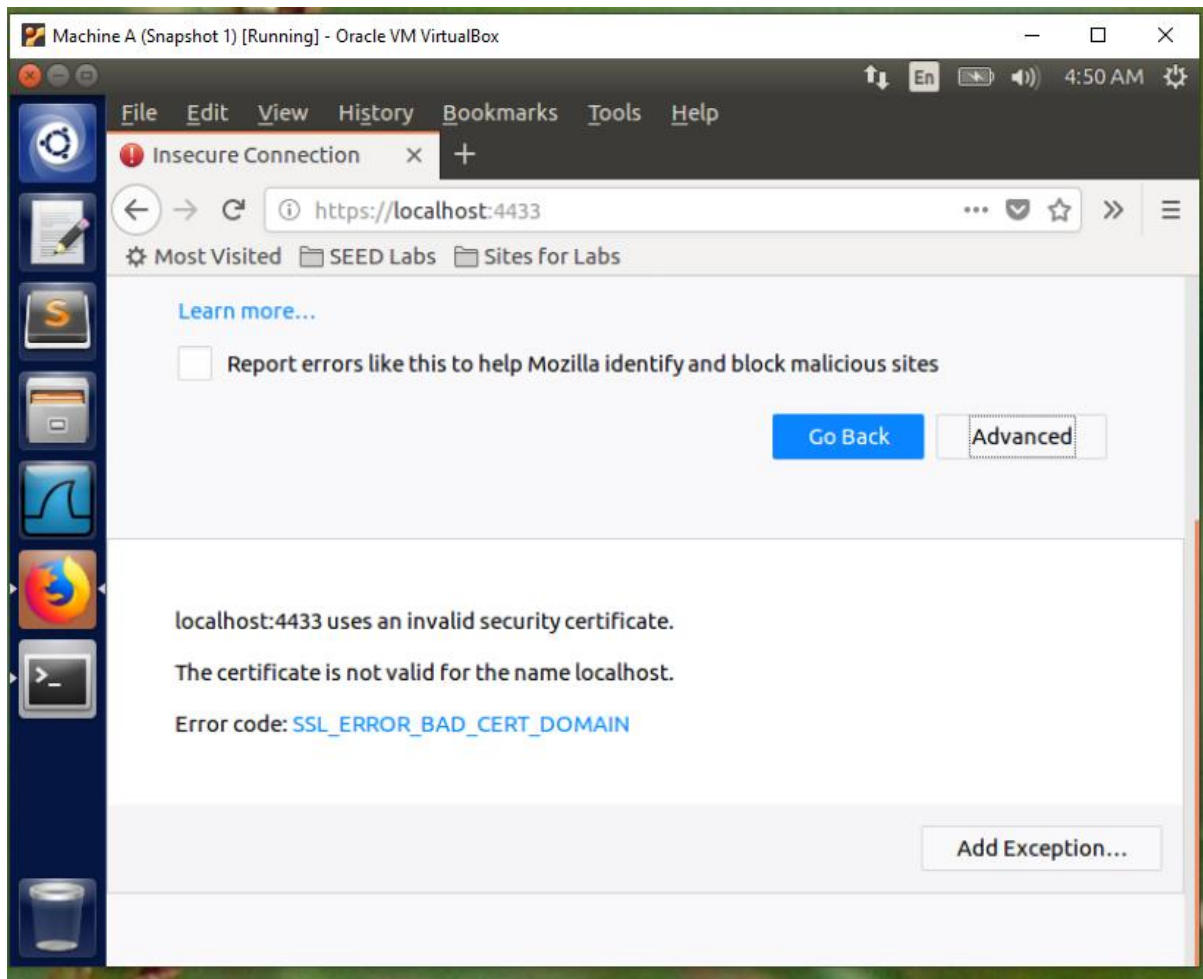 Machine A (Snapshot 1) [Running] - Oracle VM VirtualBox
En 4:50 AM
File Edit View History Bookmarks Tools Help
Insecure Connection
https://localhost:4433
Most Visited SEED Labs Sites for Labs
Learn more...
Report errors like this to help Mozilla identify and block malicious sites
Go Back Advanced
localhost:4433 uses an invalid security certificate.
The certificate is not valid for the name localhost.
Error code: SSL_ERROR_BAD_CERT_DOMAIN
Add Exception...